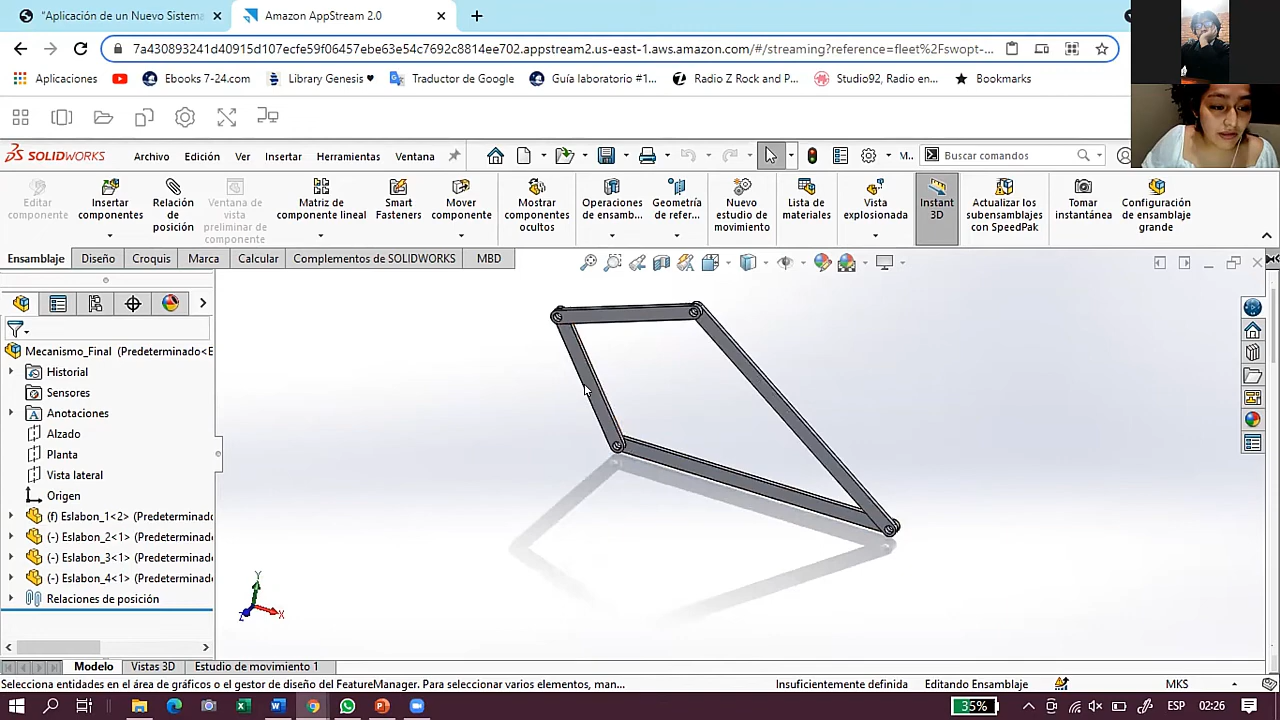 "Aplicación de un Nuevo Sistema
Amazon AppStream 2.0
7a430893241d40915d107ecfe59f06457ebe63e54c7692c8814ee702.appstream2.us-east-1.aws.amazon.com/#/streaming?reference=fleet%2Fswopt-...
Aplicaciones
Ebooks 7-24.com
Library Genesis ♥
Traductor de Google
Guía laboratorio #1...
Radio Z Rock and P...
Studio92, Radio en...
Bookmarks
SOLIDWORKS
Archivo
Edición
Ver
Insertar
Herramientas
Ventana
M..
Buscar comandos
Editar componente
Insertar componentes
Relación de posición
Ventana de vista preliminar de componente
Matriz de componente lineal
Smart Fasteners
Mover componente
Mostrar componentes ocultos
Operaciones de ensamb...
Geometría de refer...
Nuevo estudio de movimiento
Lista de materiales
Vista explosionada
Instant 3D
Actualizar los subensamblajes con SpeedPak
Tomar instantánea
Configuración de ensamblaje grande
Ensamblaje
Diseño
Croquis
Marca
Calcular
Complementos de SOLIDWORKS
MBD
Mecanismo_Final (Predeterminado<E
Historial
Sensores
Anotaciones
Alzado
Planta
Vista lateral
Origen
(f) Eslabon_1<2> (Predeterminado
(-) Eslabon_2<1> (Predeterminado
(-) Eslabon_3<1> (Predeterminado
(-) Eslabon_4<1> (Predeterminado
Relaciones de posición
Y
X
Z
Modelo
Vistas 3D
Estudio de movimiento 1
Selecciona entidades en el área de gráficos o el gestor de diseño del FeatureManager. Para seleccionar varios elementos, man...
Insuficientemente definida
Editando Ensamblaje
MKS
35%
ESP
02:26